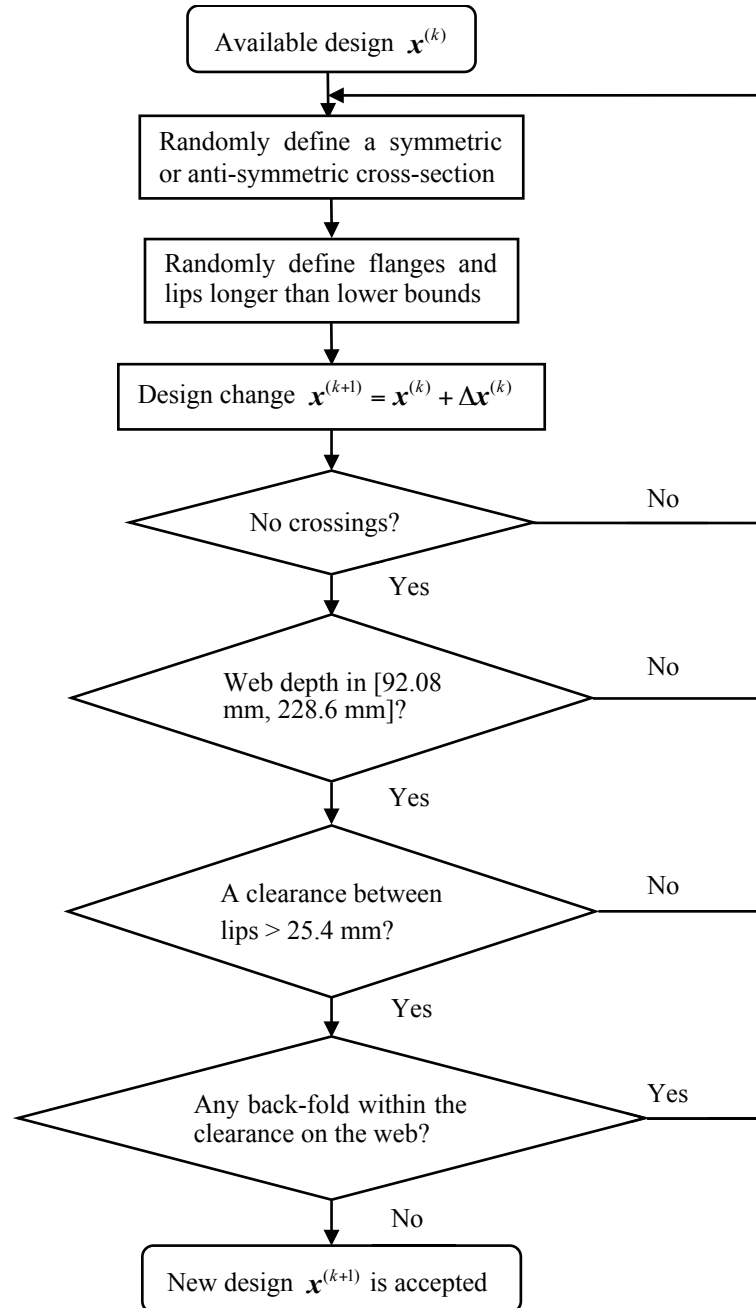 Available design x^(k)
Randomly define a symmetric
or anti-symmetric cross-section
Randomly define flanges and
lips longer than lower bounds
Design change x^(k+1) = x^(k) + Δx^(k)
No crossings?
No
Yes
Web depth in [92.08
mm, 228.6 mm]?
No
Yes
A clearance between
lips > 25.4 mm?
No
Yes
Any back-fold within the
clearance on the web?
Yes
No
New design x^(k+1) is accepted